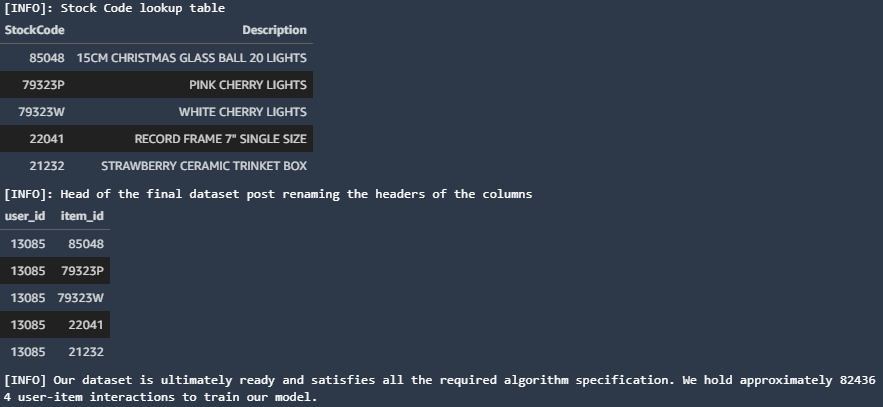 [INFO]: Stock Code lookup table
StockCode Description
85048 15CM CHRISTMAS GLASS BALL 20 LIGHTS
79323P PINK CHERRY LIGHTS
79323W WHITE CHERRY LIGHTS
22041 RECORD FRAME 7" SINGLE SIZE
21232 STRAWBERRY CERAMIC TRINKET BOX
[INFO]: Head of the final dataset post renaming the headers of the columns
user_id item_id
13085 85048
13085 79323P
13085 79323W
13085 22041
13085 21232
[INFO] Our dataset is ultimately ready and satisfies all the required algorithm specification. We hold approximately 82436
4 user-item interactions to train our model.